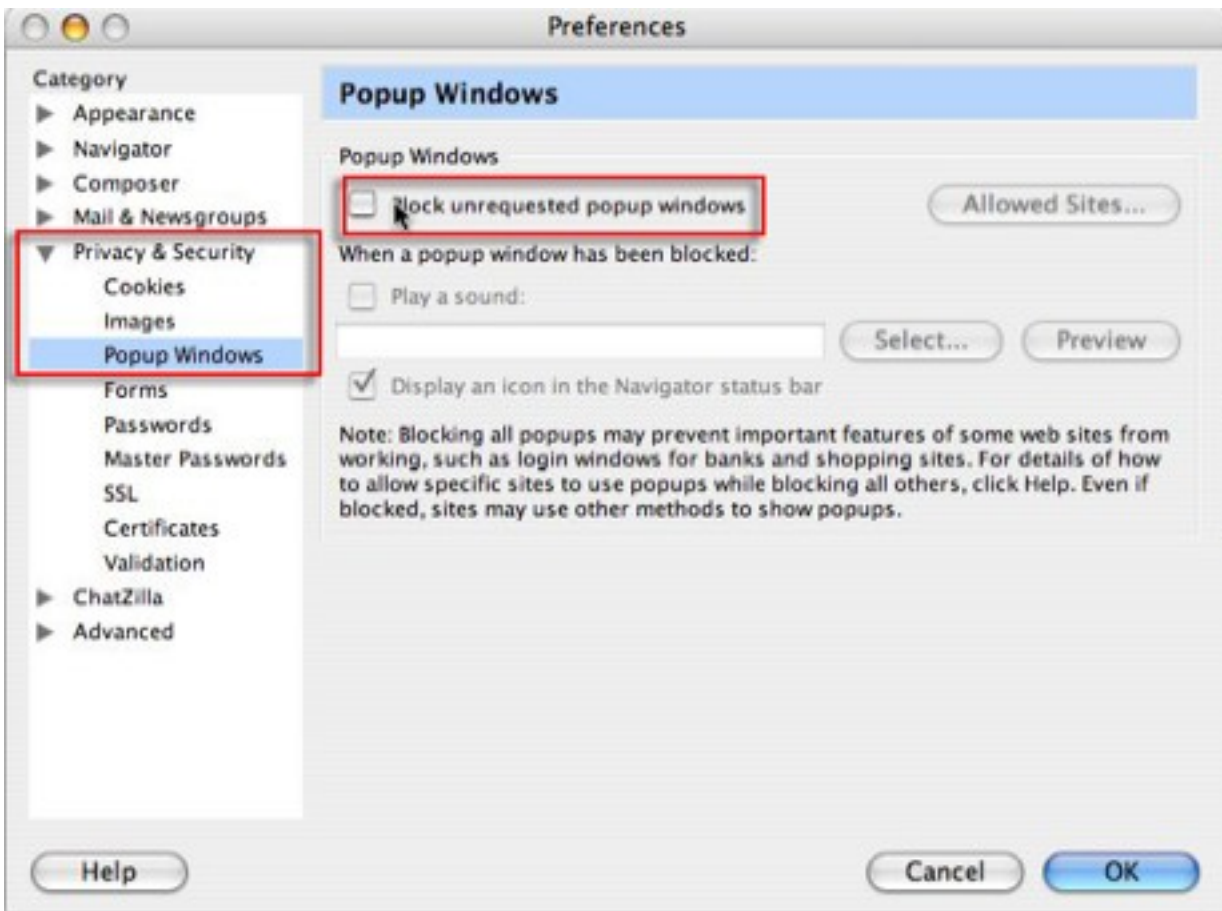 Preferences
Category
Appearance
Navigator
Composer
Mail & Newsgroups
Privacy & Security
Cookies
Images
Popup Windows
Forms
Passwords
Master Passwords
SSL
Certificates
Validation
ChatZilla
Advanced
Popup Windows
Popup Windows
Block unrequested popup windows
Allowed Sites...
When a popup window has been blocked:
Play a sound:
Select...
Preview
Display an icon in the Navigator status bar
Note: Blocking all popups may prevent important features of some web sites from
working, such as login windows for banks and shopping sites. For details of how
to allow specific sites to use popups while blocking all others, click Help. Even if
blocked, sites may use other methods to show popups.
Help
Cancel
OK